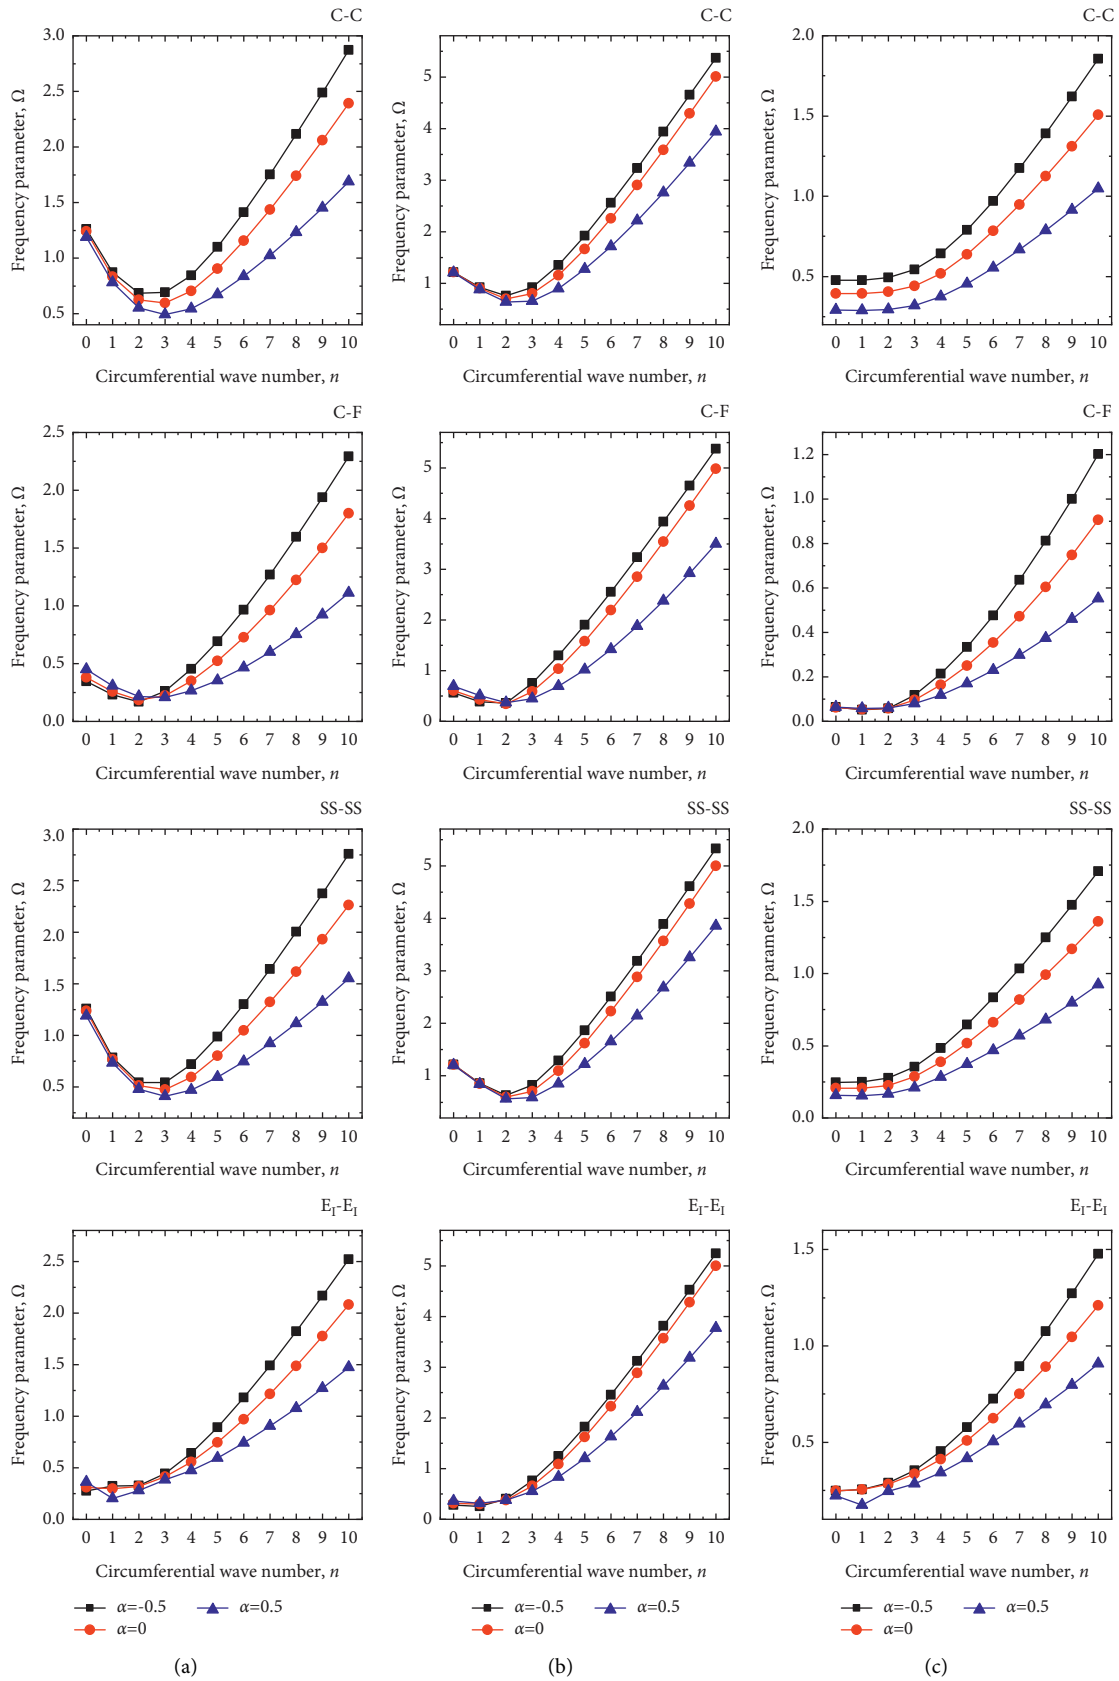 C-C
3.0
2.5
2.0
1.5
1.0
0.5
Frequency parameter, Ω
0 1 2 3 4 5 6 7 8 9 10
Circumferential wave number, n
C-C
5
4
3
2
1
Frequency parameter, Ω
0 1 2 3 4 5 6 7 8 9 10
Circumferential wave number, n
C-C
2.0
1.5
1.0
0.5
Frequency parameter, Ω
0 1 2 3 4 5 6 7 8 9 10
Circumferential wave number, n
C-F
2.5
2.0
1.5
1.0
0.5
0.0
Frequency parameter, Ω
0 1 2 3 4 5 6 7 8 9 10
Circumferential wave number, n
C-F
5
4
3
2
1
0
Frequency parameter, Ω
0 1 2 3 4 5 6 7 8 9 10
Circumferential wave number, n
C-F
1.2
1.0
0.8
0.6
0.4
0.2
0.0
Frequency parameter, Ω
0 1 2 3 4 5 6 7 8 9 10
Circumferential wave number, n
SS-SS
3.0
2.5
2.0
1.5
1.0
0.5
Frequency parameter, Ω
0 1 2 3 4 5 6 7 8 9 10
Circumferential wave number, n
SS-SS
5
4
3
2
1
Frequency parameter, Ω
0 1 2 3 4 5 6 7 8 9 10
Circumferential wave number, n
SS-SS
2.0
1.5
1.0
0.5
0.0
Frequency parameter, Ω
0 1 2 3 4 5 6 7 8 9 10
Circumferential wave number, n
E_I-E_I
2.5
2.0
1.5
1.0
0.5
0.0
Frequency parameter, Ω
0 1 2 3 4 5 6 7 8 9 10
Circumferential wave number, n
E_I-E_I
5
4
3
2
1
0
Frequency parameter, Ω
0 1 2 3 4 5 6 7 8 9 10
Circumferential wave number, n
E_I-E_I
1.5
1.0
0.5
Frequency parameter, Ω
0 1 2 3 4 5 6 7 8 9 10
Circumferential wave number, n
α=-0.5 α=0.5
α=0
(a)
α=-0.5 α=0.5
α=0
(b)
α=-0.5 α=0.5
α=0
(c)